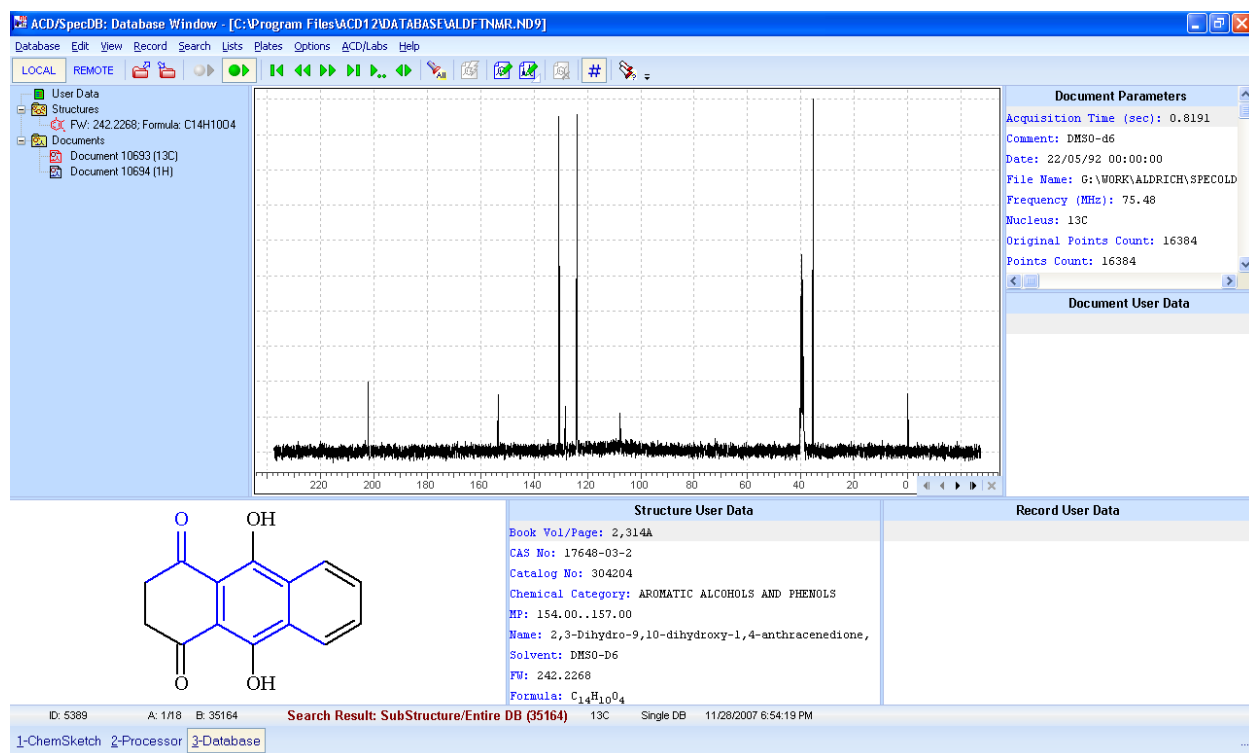 ACD/SpecDB: Database Window - [C:\Program Files\ACD12\DATABASE\ALDFTNMR.ND9]
Database Edit View Record Search Lists Plates Options ACD/Labs Help
LOCAL REMOTE #
User Data
Structures
FW: 242.2268; Formula: C14H10O4
Documents
Document 10693 (13C)
Document 10694 (1H)
220 200 180 160 140 120 100 80 60 40 20 0
Document Parameters
Acquisition Time (sec): 0.8191
Comment: DMSO-d6
Date: 22/05/92 00:00:00
File Name: G:\WORK\ALDRICH\SPECOLD
Frequency (MHz): 75.48
Nucleus: 13C
Original Points Count: 16384
Points Count: 16384
Document User Data
O OH
O OH
Structure User Data
Book Vol/Page: 2,314A
CAS No: 17648-03-2
Catalog No: 304204
Chemical Category: AROMATIC ALCOHOLS AND PHENOLS
MP: 154.00..157.00
Name: 2,3-Dihydro-9,10-dihydroxy-1,4-anthracenedione,
Solvent: DMSO-D6
FW: 242.2268
Formula: C14H10O4
Record User Data
ID: 5389 A: 1/18 B: 35164 Search Result: SubStructure/Entire DB (35164) 13C Single DB 11/28/2007 6:54:19 PM
1-ChemSketch 2-Processor 3-Database